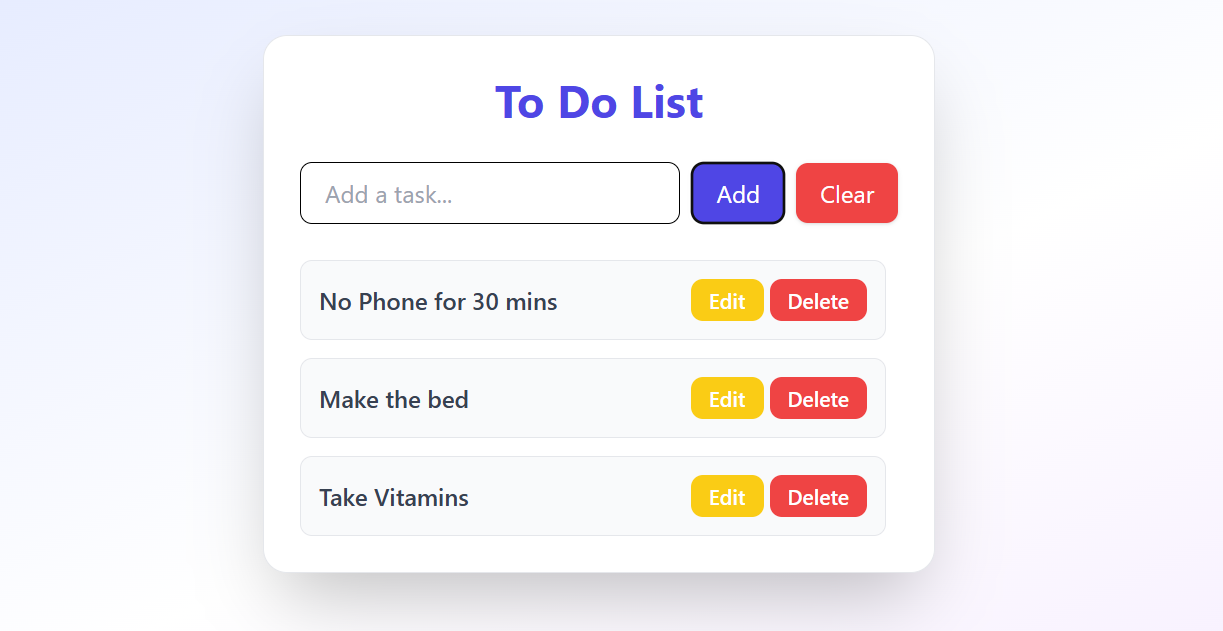 To Do List
Add a task... Add Clear
No Phone for 30 mins Edit Delete
Make the bed Edit Delete
Take Vitamins Edit Delete